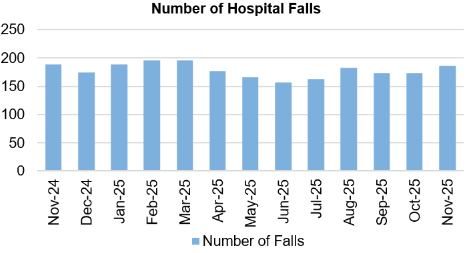 Number of Hospital Falls
250
200
150
100
50
0
Nov-24
Dec-24
Jan-25
Feb-25
Mar-25
Apr-25
May-25
Jun-25
Jul-25
Aug-25
Sep-25
Oct-25
Nov-25
Number of Falls